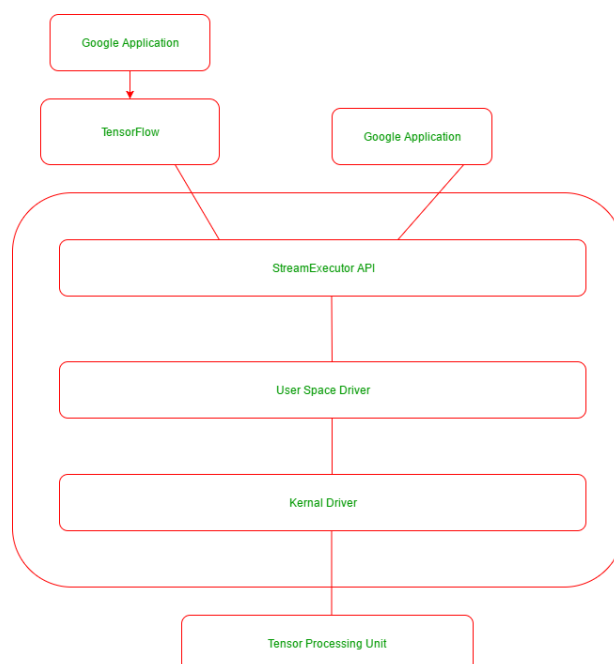 Google Application
TensorFlow
Google Application
StreamExecutor API
User Space Driver
Kernal Driver
Tensor Processing Unit